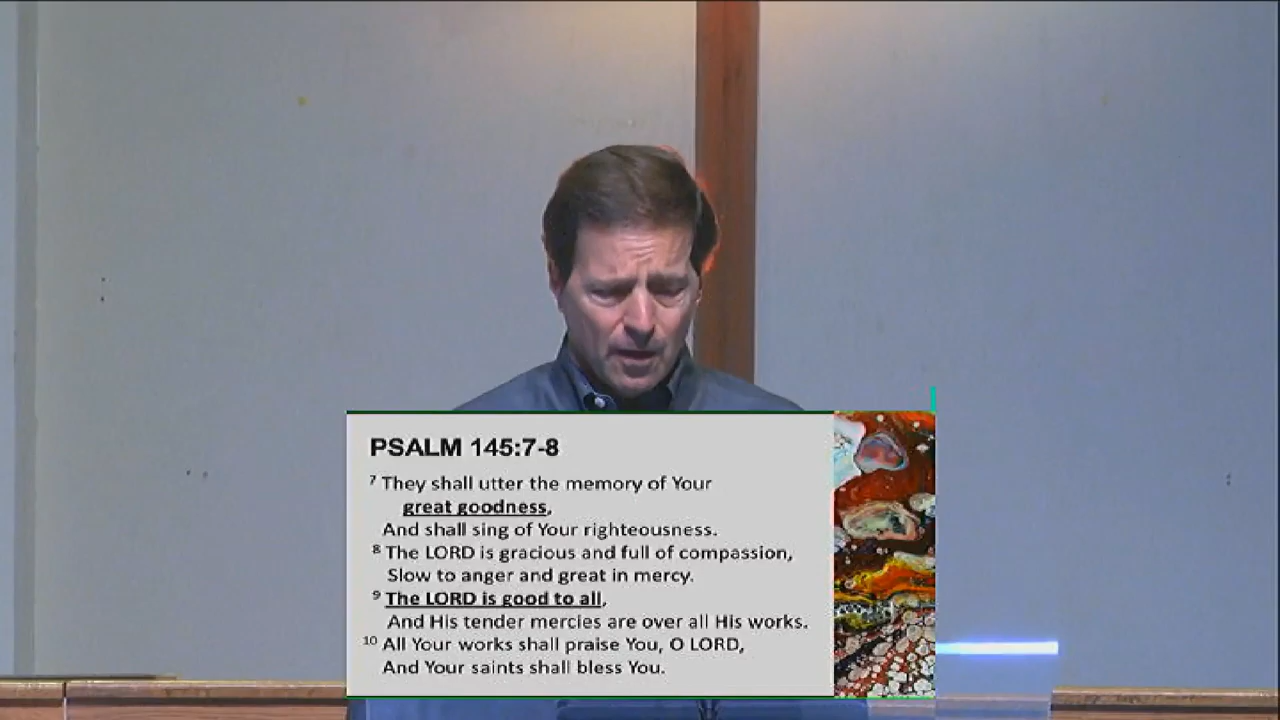 PSALM 145:7-8
⁷ They shall utter the memory of Your
great goodness,
And shall sing of Your righteousness.
⁸ The LORD is gracious and full of compassion,
Slow to anger and great in mercy.
⁹ The LORD is good to all,
And His tender mercies are over all His works.
¹⁰ All Your works shall praise You, O LORD,
And Your saints shall bless You.